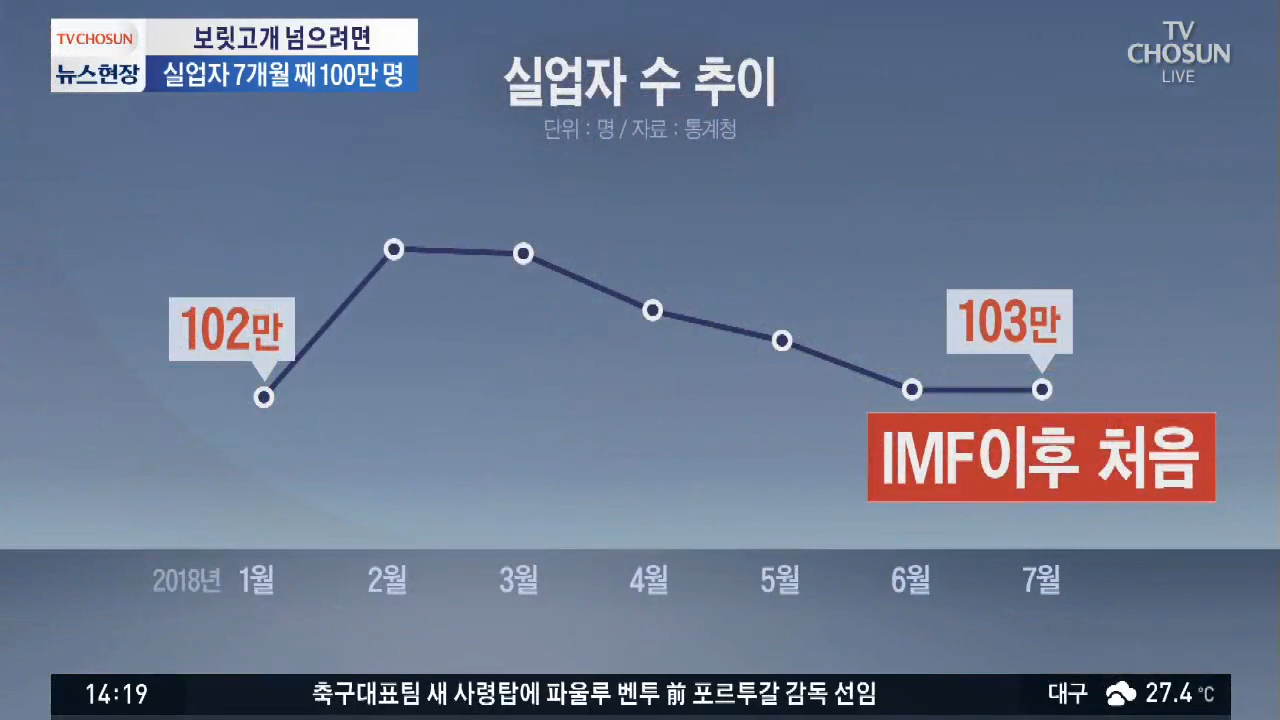 TV CHOSUN
뉴스현장
보릿고개 넘으려면
실업자 7개월 째 100만 명
TV
CHOSUN
LIVE
실업자 수 추이
단위 : 명 / 자료 : 통계청
102만
103만
IMF이후 처음
2018년 1월 2월 3월 4월 5월 6월 7월
14:19 축구대표팀 새 사령탑에 파울루 벤투 前 포르투갈 감독 선임 대구 27.4 ℃